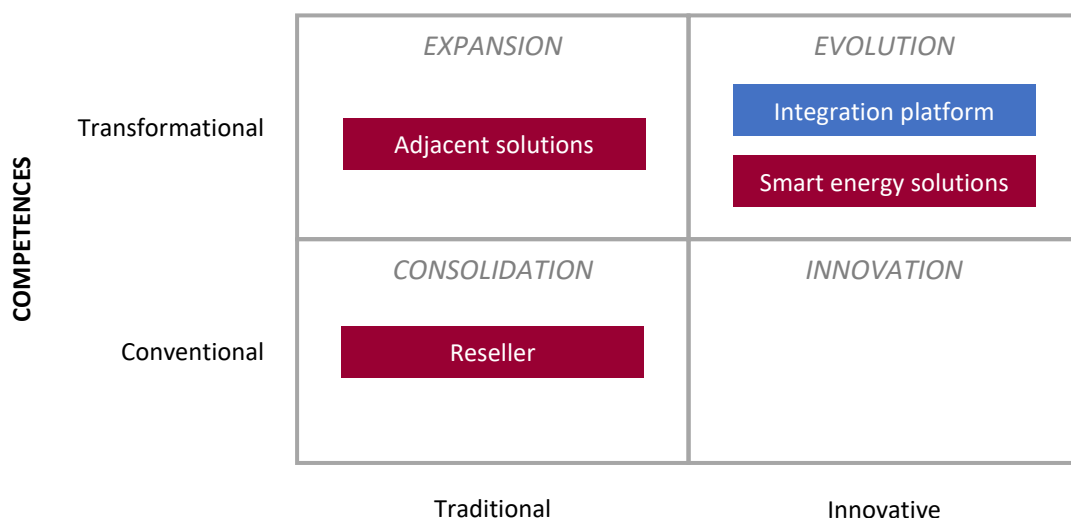 EXPANSION
EVOLUTION
Transformational
Adjacent solutions
Integration platform
Smart energy solutions
COMPETENCES
CONSOLIDATION
INNOVATION
Conventional
Reseller
Traditional
Innovative